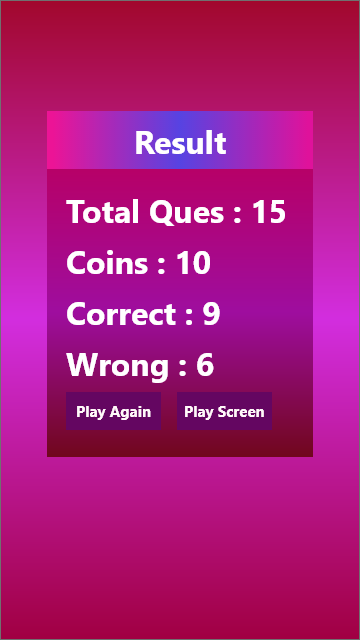 Result
Total Ques : 15
Coins : 10
Correct : 9
Wrong : 6
Play Again Play Screen